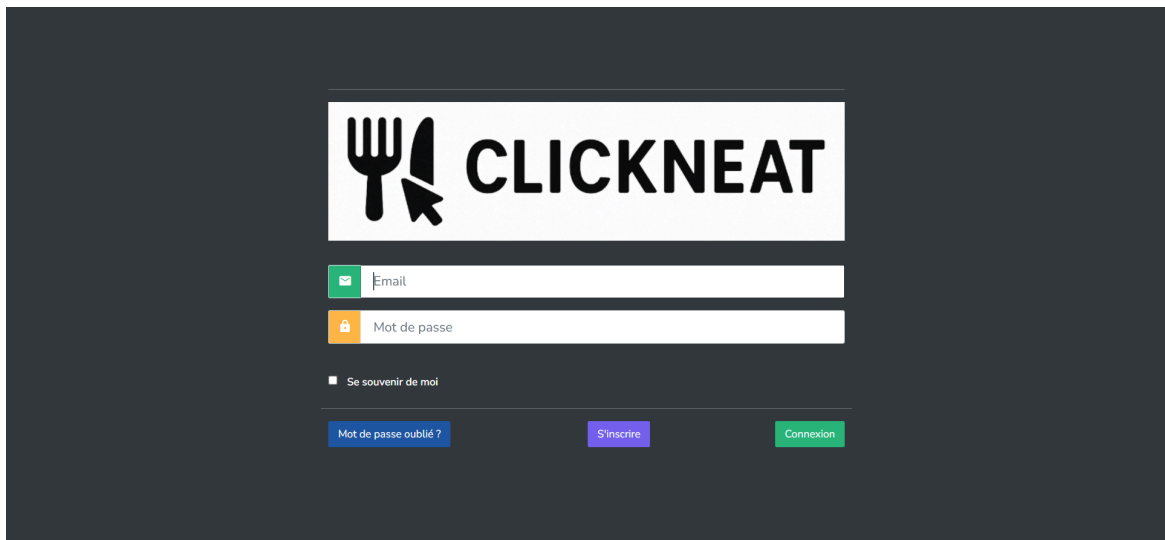 CLICKNEAT
Email
Mot de passe
Se souvenir de moi
Mot de passe oublié ?
S'inscrire
Connexion